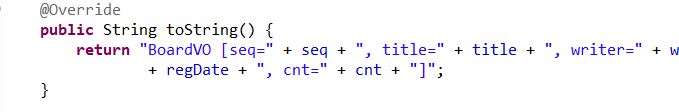 @Override
public String toString() {
return "BoardVO [seq=" + seq + ", title=" + title + ", writer=" + w
+ regDate + ", cnt=" + cnt + "]";
}